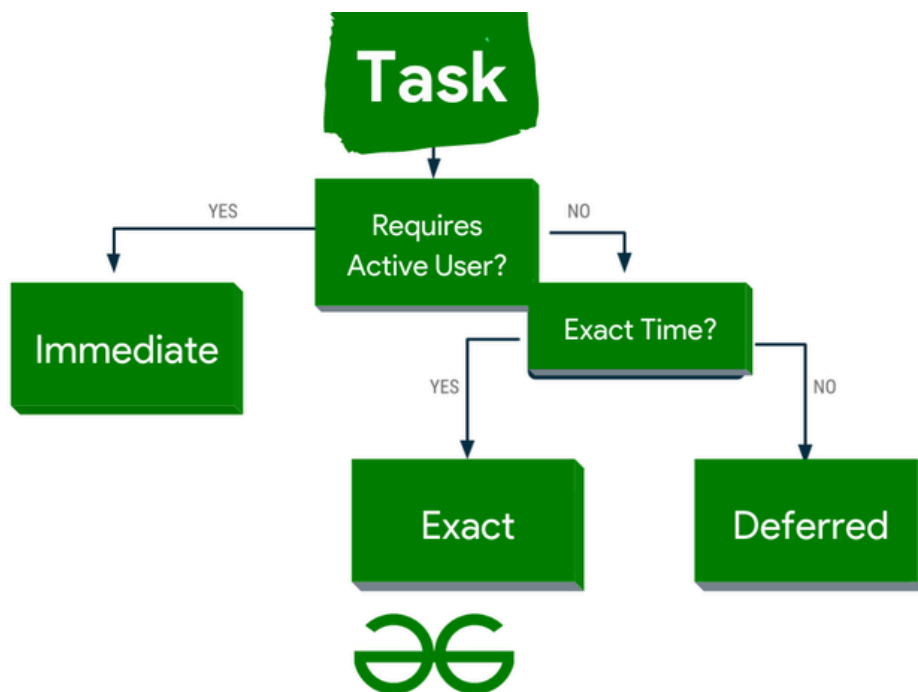 Task
Requires
Active User?
YES
NO
Immediate
Exact Time?
YES
NO
Exact
Deferred